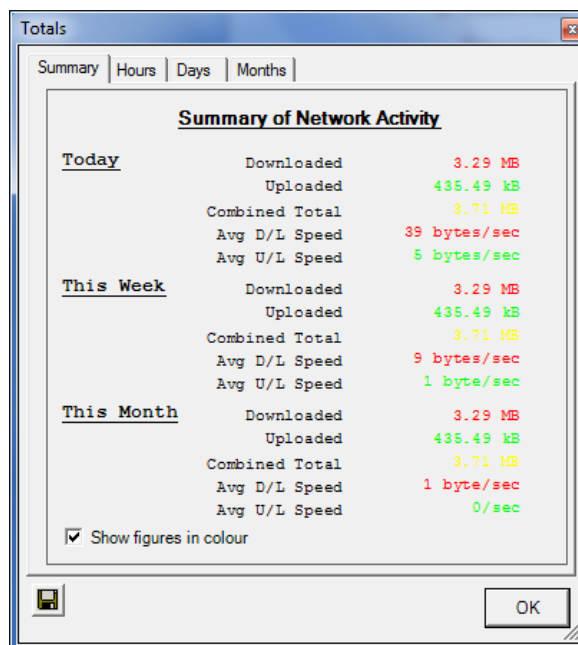 Totals
Summary Hours Days Months
Summary of Network Activity
Today Downloaded 3.29 MB
Uploaded 435.49 kB
Combined Total 3.71 MB
Avg D/L Speed 39 bytes/sec
Avg U/L Speed 5 bytes/sec
This Week Downloaded 3.29 MB
Uploaded 435.49 kB
Combined Total 3.71 MB
Avg D/L Speed 9 bytes/sec
Avg U/L Speed 1 byte/sec
This Month Downloaded 3.29 MB
Uploaded 435.49 kB
Combined Total 3.71 MB
Avg D/L Speed 1 byte/sec
Avg U/L Speed 0/sec
Show figures in colour
OK